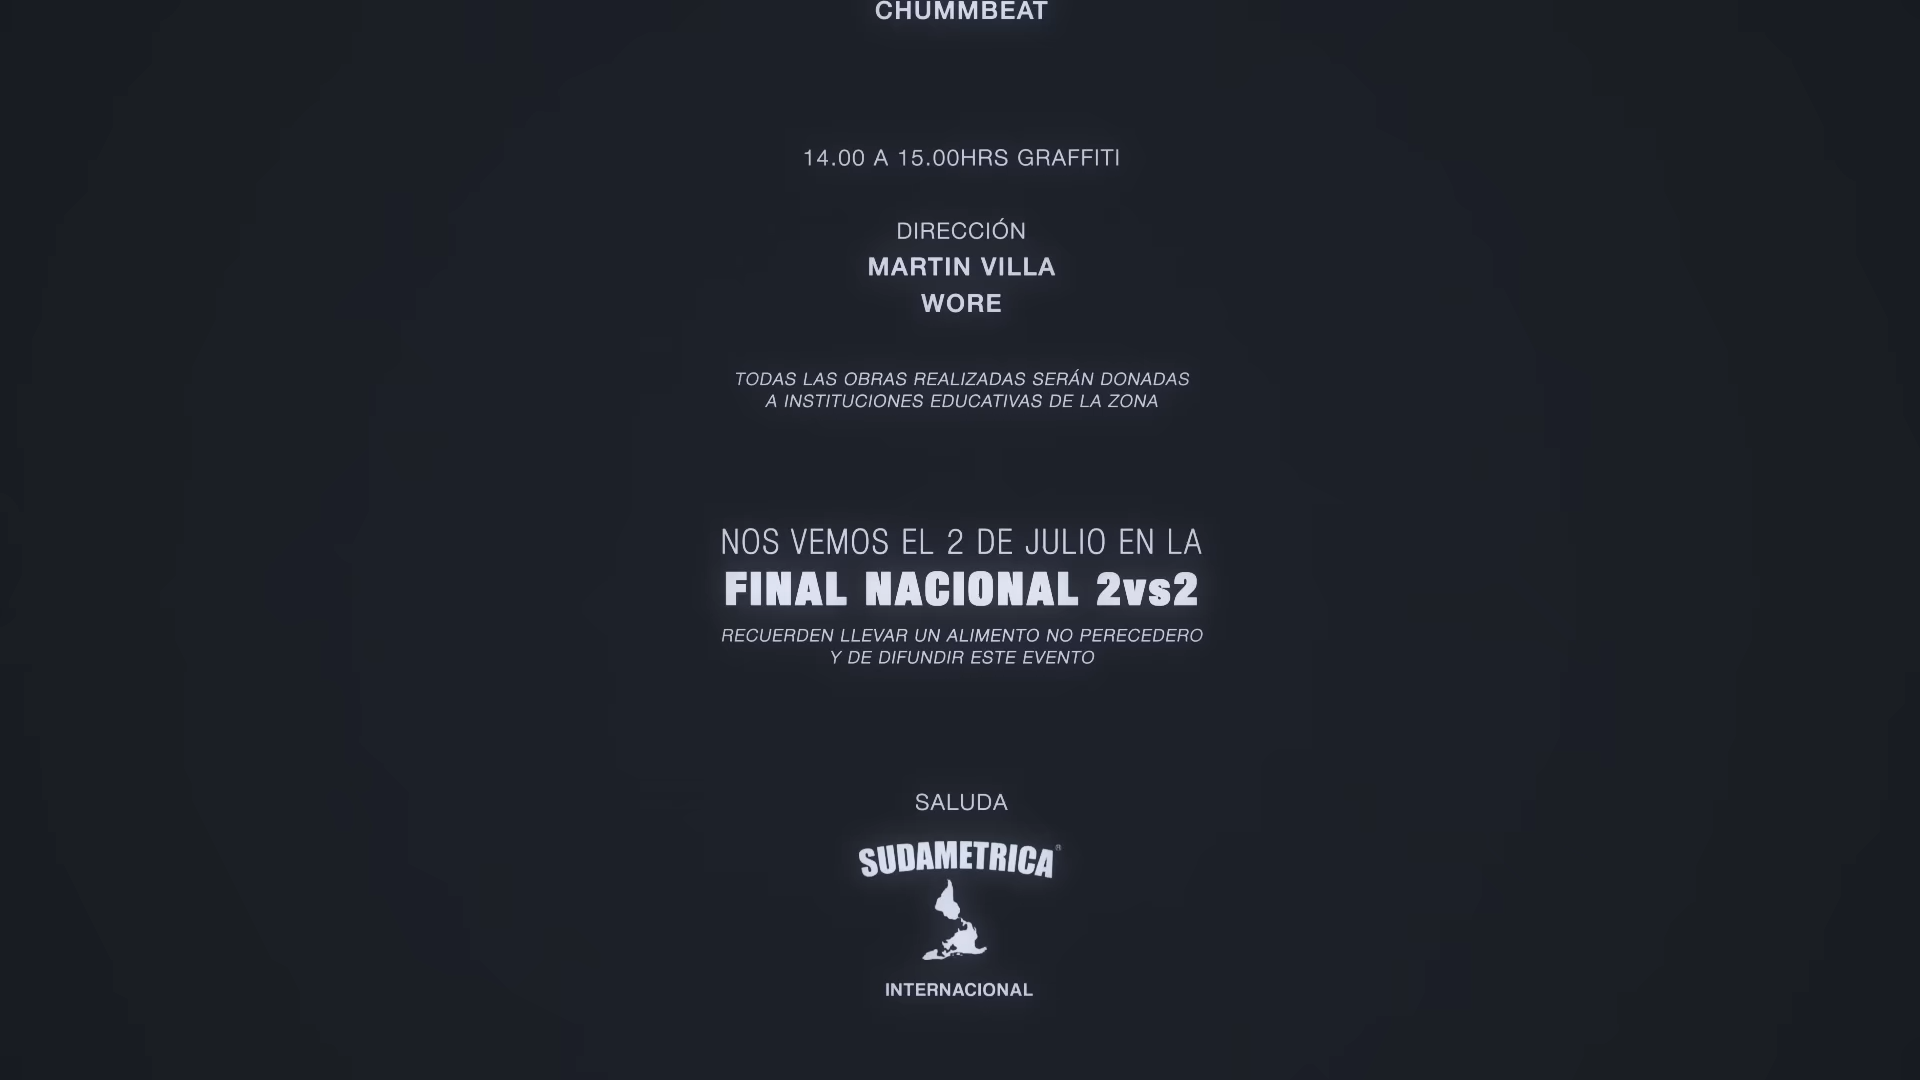 CHUMMBEAT
14.00 A 15.00HRS GRAFFITI
DIRECCIÓN
MARTIN VILLA
WORE
TODAS LAS OBRAS REALIZADAS SERÁN DONADAS
A INSTITUCIONES EDUCATIVAS DE LA ZONA
NOS VEMOS EL 2 DE JULIO EN LA
FINAL NACIONAL 2vs2
RECUERDEN LLEVAR UN ALIMENTO NO PERECEDERO
Y DE DIFUNDIR ESTE EVENTO
SALUDA
SUDAMETRICA®
INTERNACIONAL